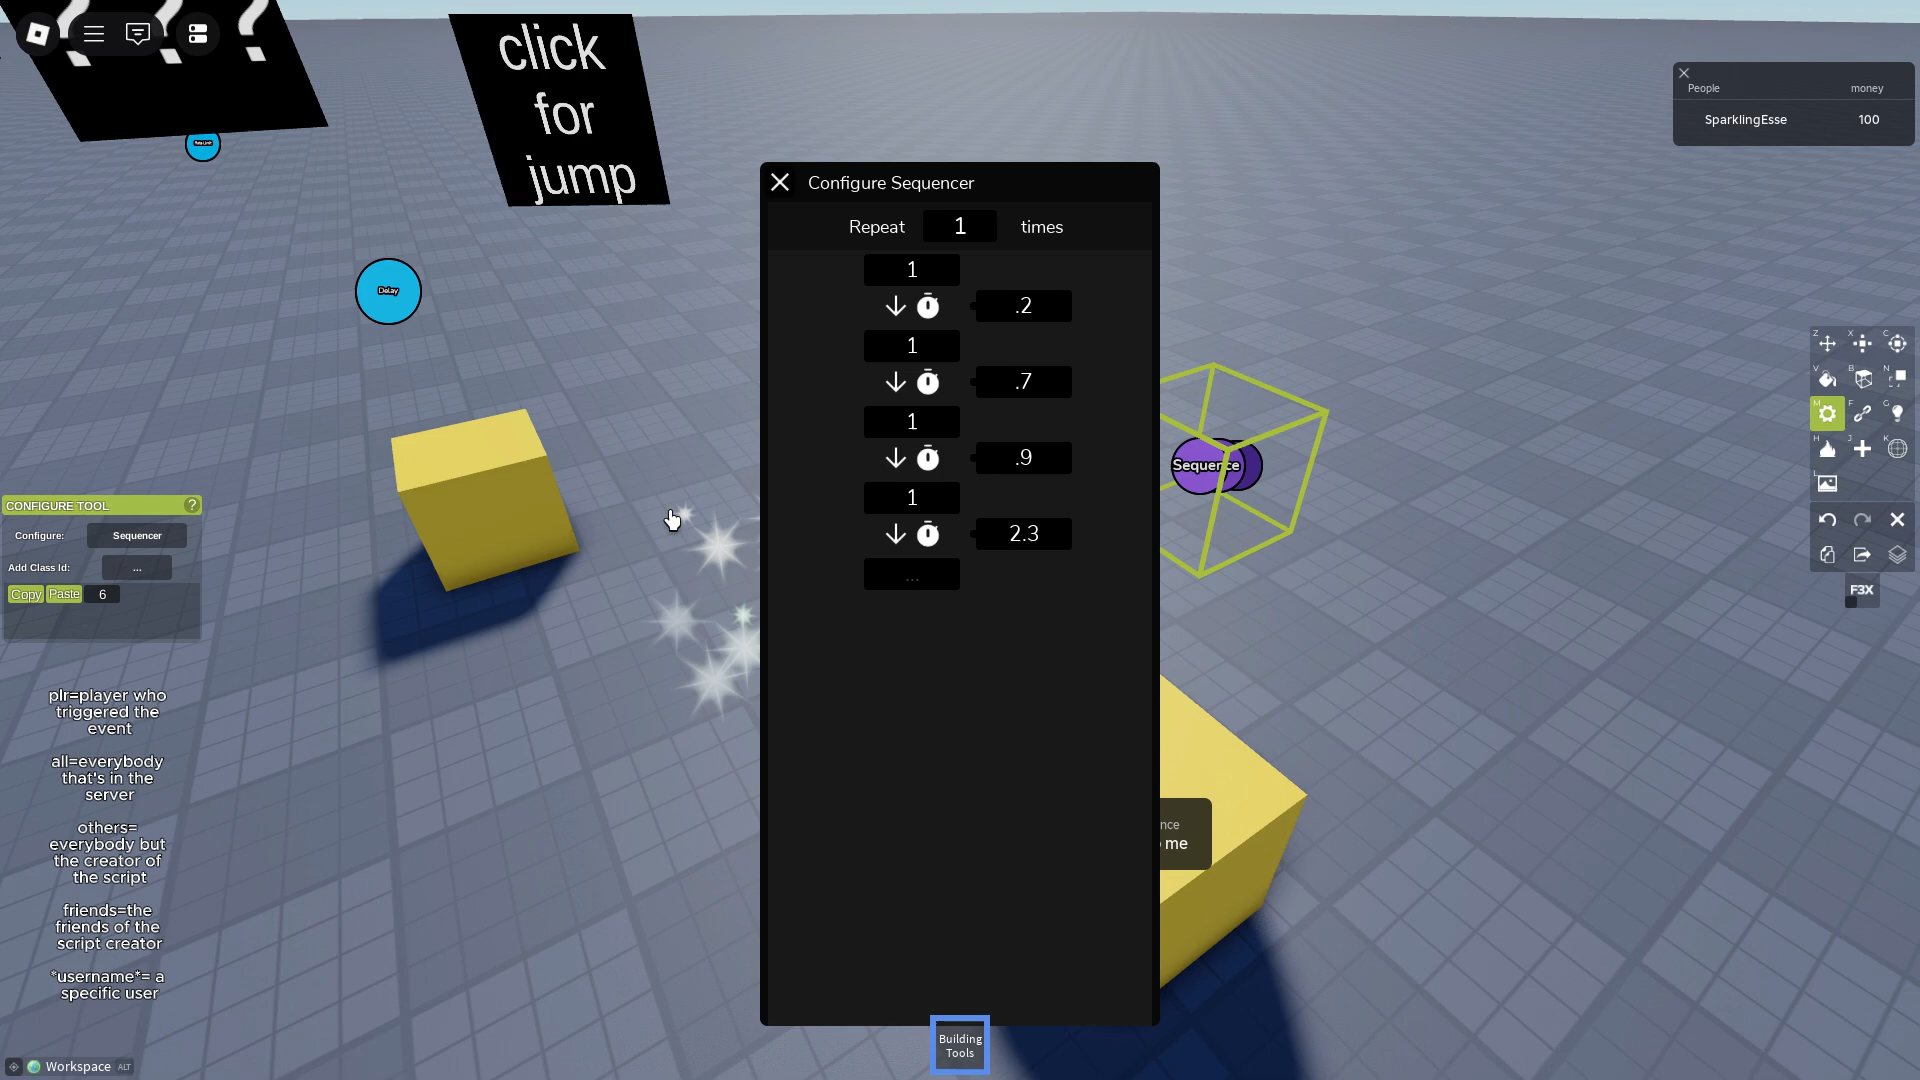 ? ? ?
click
for
jump
Delay
People money
SparklingEsse 100
Configure Sequencer
Repeat 1 times
1
.2
1
.7
1
.9
1
2.3
...
Sequence
nce
me
CONFIGURE TOOL ?
Configure: Sequencer
Add Class Id: ...
Copy Paste 6
plr=player who
triggered the
event
all=everybody
that's in the
server
others=
everybody but
the creator of
the script
friends=the
friends of the
script creator
*username*= a
specific user
Z X C
V B N
M F G
H J K
L
F3X
Building
Tools
Workspace ALT